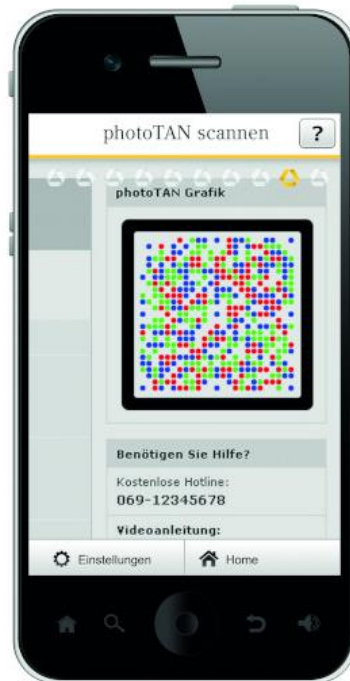 photoTAN scannen ?
photoTAN Grafik
Benötigen Sie Hilfe?
Kostenlose Hotline:
069-12345678
Videoanleitung:
Einstellungen Home